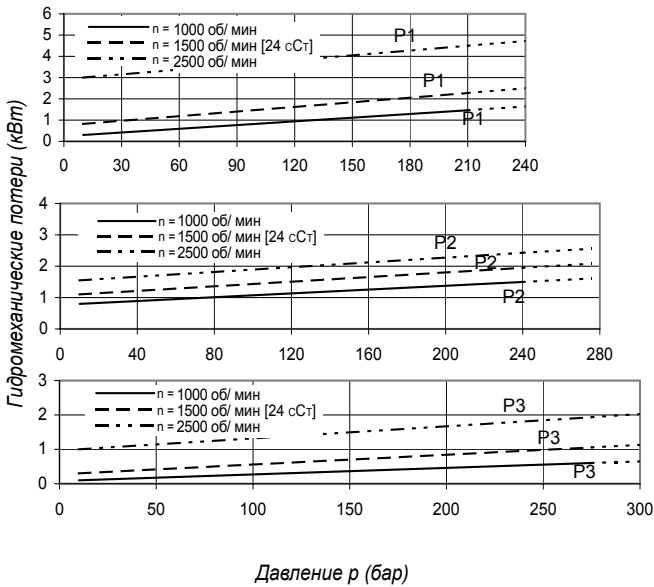 Гидромеханические потери (кВт)
6
5
4
3
2
1
0
n = 1000 об/ мин
n = 1500 об/ мин [24 сСт]
n = 2500 об/ мин
P1
P1
P1
0 30 60 90 120 150 180 210 240
4
3
2
1
0
n = 1000 об/ мин
n = 1500 об/ мин [24 сСт]
n = 2500 об/ мин
P2
P2
P2
0 40 80 120 160 200 240 280
3
2
1
0
n = 1000 об/ мин
n = 1500 об/ мин [24 сСт]
n = 2500 об/ мин
P3
P3
P3
0 50 100 150 200 250 300
Давление р (бар)